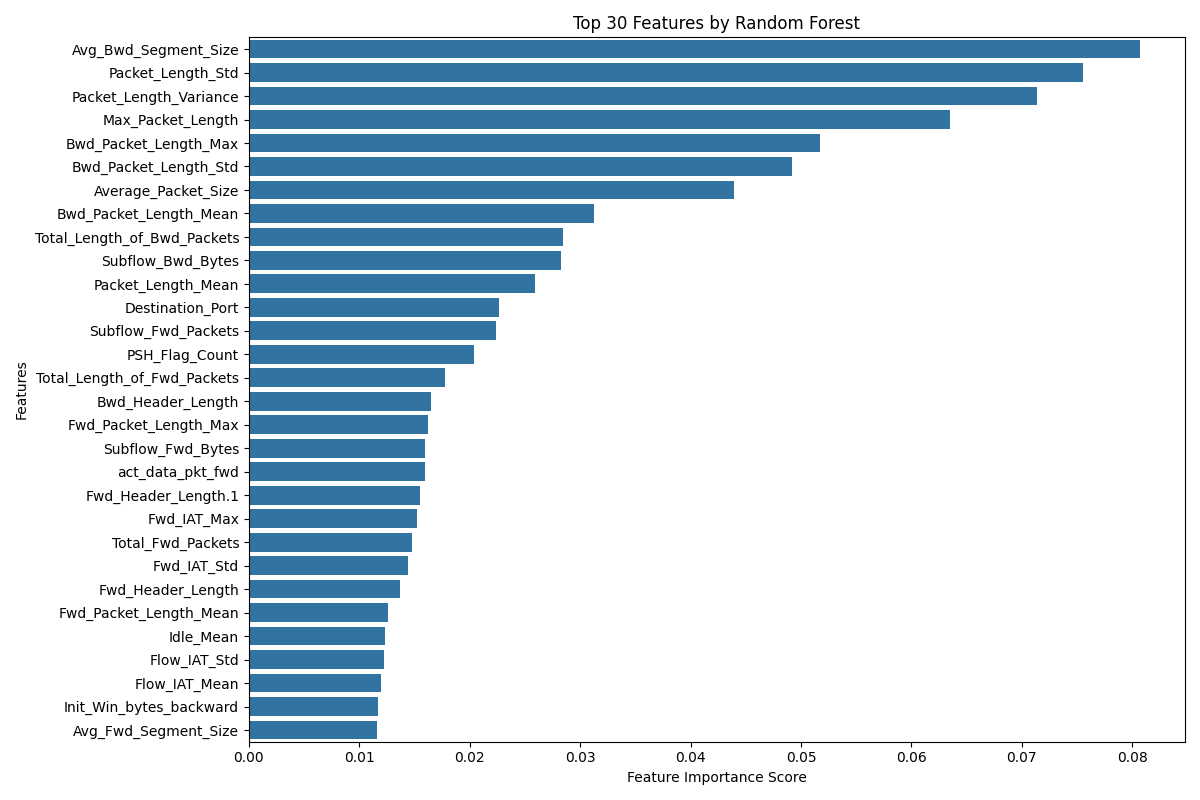 Top 30 Features by Random Forest
Features
Avg_Bwd_Segment_Size
Packet_Length_Std
Packet_Length_Variance
Max_Packet_Length
Bwd_Packet_Length_Max
Bwd_Packet_Length_Std
Average_Packet_Size
Bwd_Packet_Length_Mean
Total_Length_of_Bwd_Packets
Subflow_Bwd_Bytes
Packet_Length_Mean
Destination_Port
Subflow_Fwd_Packets
PSH_Flag_Count
Total_Length_of_Fwd_Packets
Bwd_Header_Length
Fwd_Packet_Length_Max
Subflow_Fwd_Bytes
act_data_pkt_fwd
Fwd_Header_Length.1
Fwd_IAT_Max
Total_Fwd_Packets
Fwd_IAT_Std
Fwd_Header_Length
Fwd_Packet_Length_Mean
Idle_Mean
Flow_IAT_Std
Flow_IAT_Mean
Init_Win_bytes_backward
Avg_Fwd_Segment_Size
0.00 0.01 0.02 0.03 0.04 0.05 0.06 0.07 0.08
Feature Importance Score